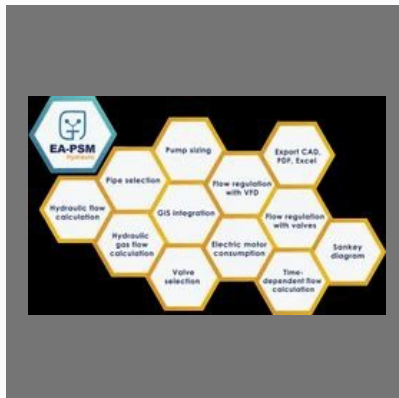 EA-PSM
Hydraulic
Pump sizing
Export CAD,
PDF, Excel
Pipe selection
Flow regulation
with VFD
Hydraulic flow
calculation
GIS integration
Flow regulation
with valves
Hydraulic
gas flow
calculation
Electric motor
consumption
Sankey
diagram
Valve
selection
Time-
dependent flow
calculation